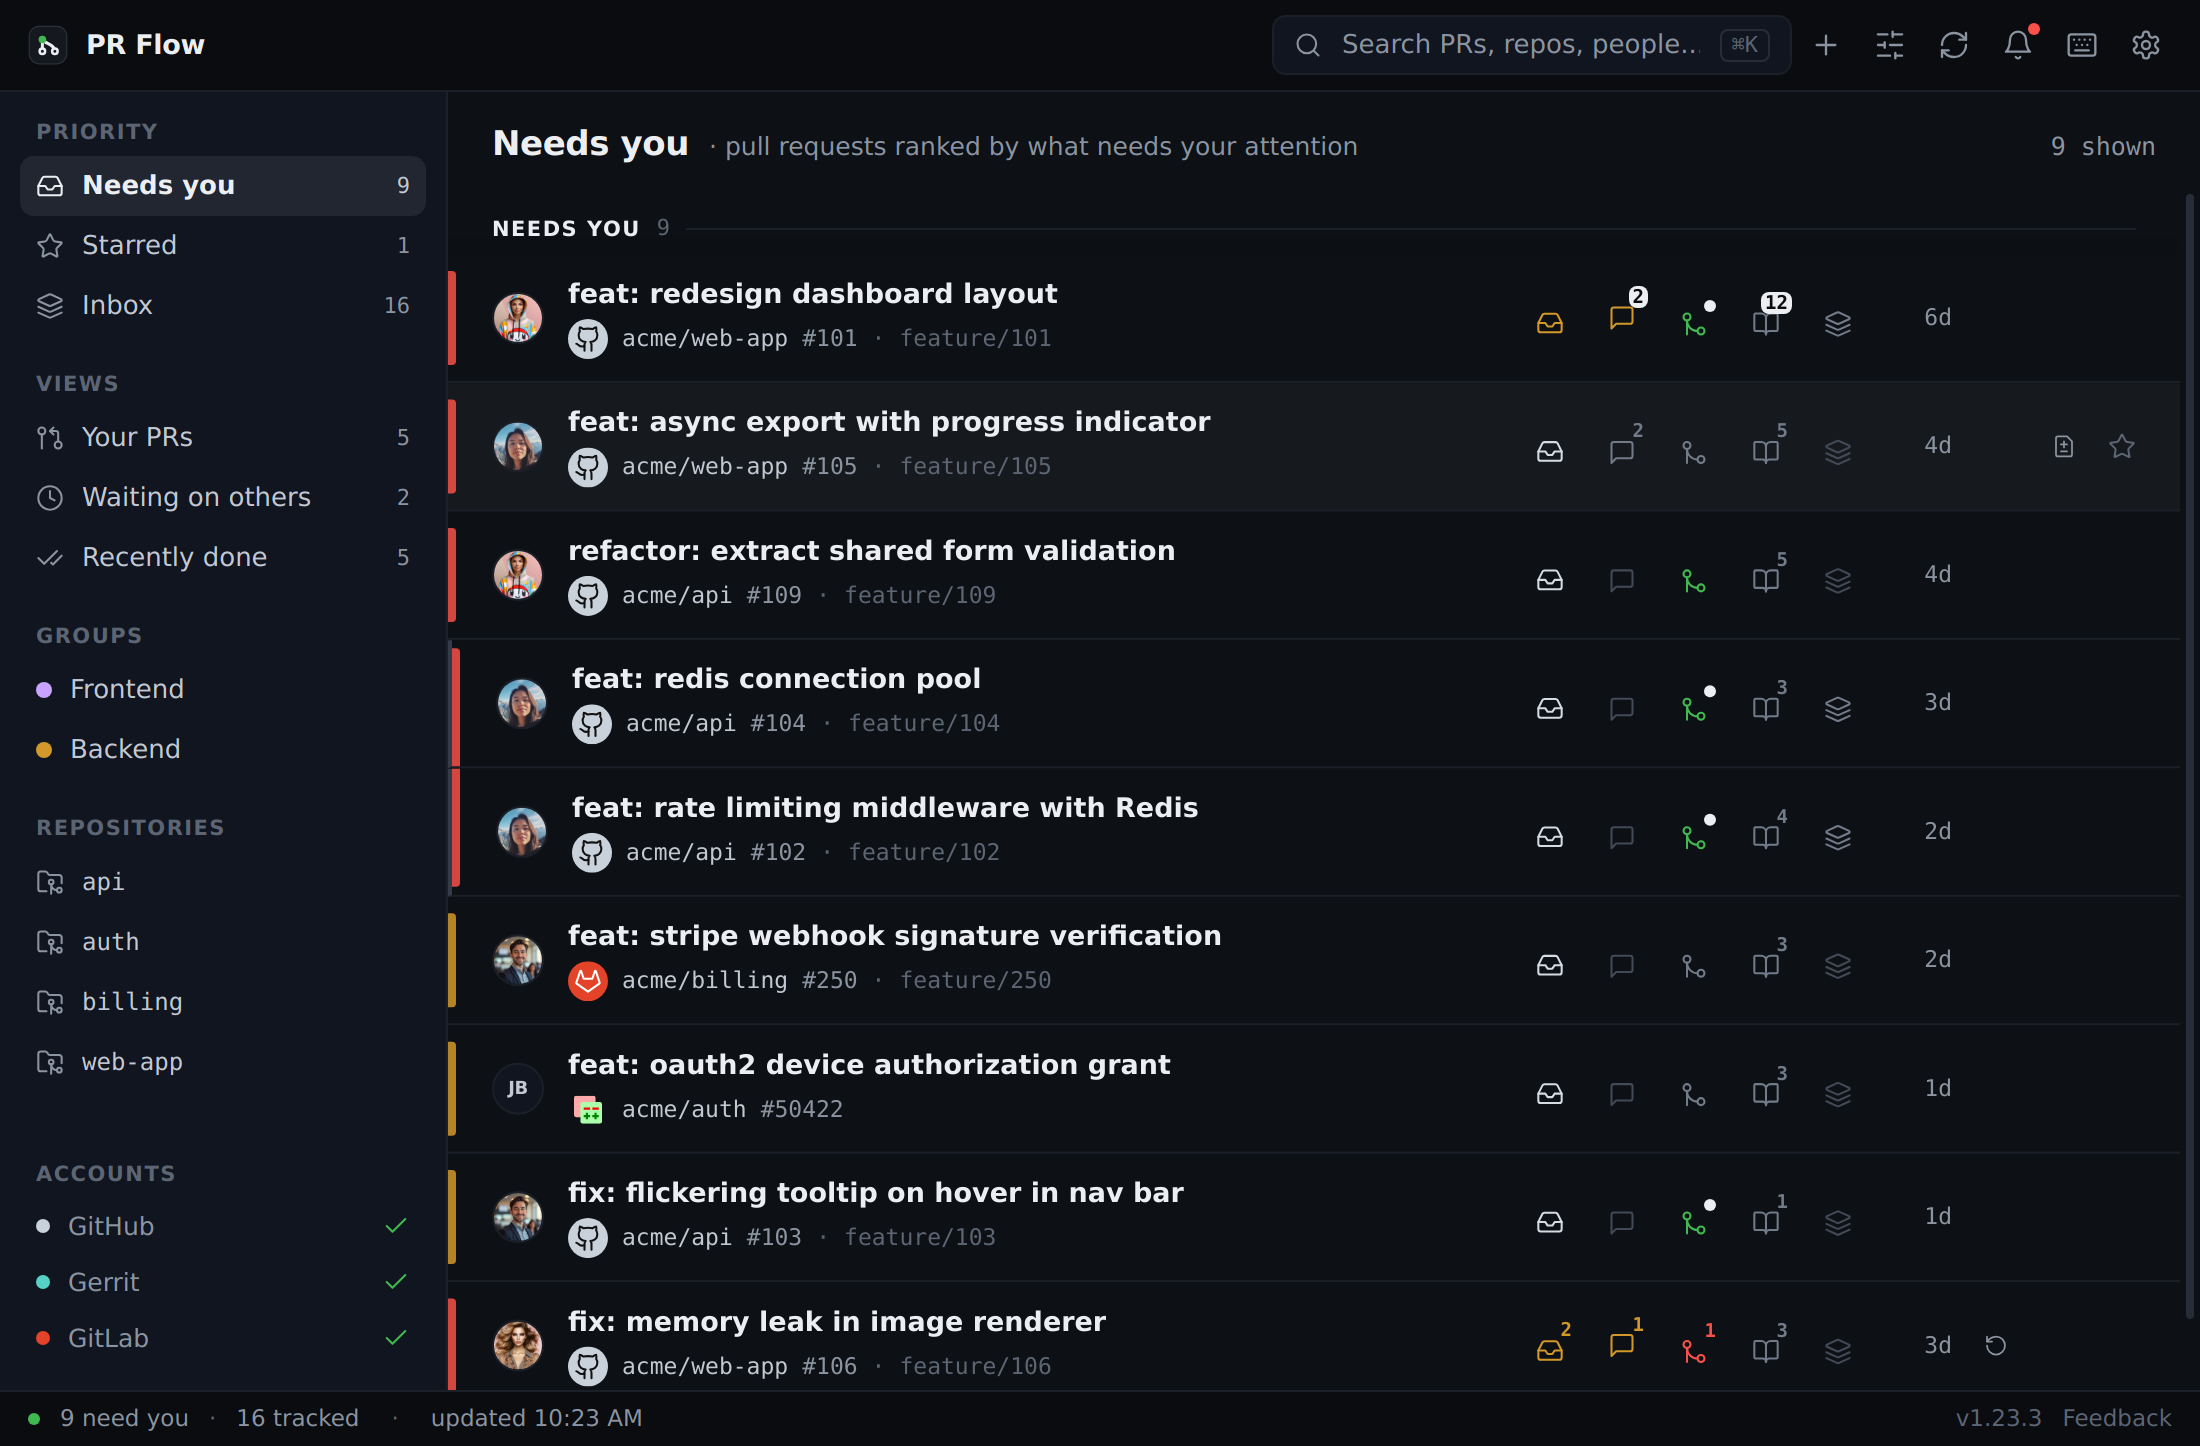 PR Flow
Search PRs, repos, people... ⌘K
PRIORITY
Needs you 9
Starred 1
Inbox 16
VIEWS
Your PRs 5
Waiting on others 2
Recently done 5
GROUPS
Frontend
Backend
REPOSITORIES
api
auth
billing
web-app
ACCOUNTS
GitHub
Gerrit
GitLab
Needs you · pull requests ranked by what needs your attention 9 shown
NEEDS YOU 9
feat: redesign dashboard layout
acme/web-app #101 · feature/101 2 12 6d
feat: async export with progress indicator
acme/web-app #105 · feature/105 2 5 4d
refactor: extract shared form validation
acme/api #109 · feature/109 5 4d
feat: redis connection pool
acme/api #104 · feature/104 3 3d
feat: rate limiting middleware with Redis
acme/api #102 · feature/102 4 2d
feat: stripe webhook signature verification
acme/billing #250 · feature/250 3 2d
JB
feat: oauth2 device authorization grant
acme/auth #50422 3 1d
fix: flickering tooltip on hover in nav bar
acme/api #103 · feature/103 1 1d
fix: memory leak in image renderer
acme/web-app #106 · feature/106 2 1 1 3 3d
9 need you · 16 tracked · updated 10:23 AM
v1.23.3 Feedback